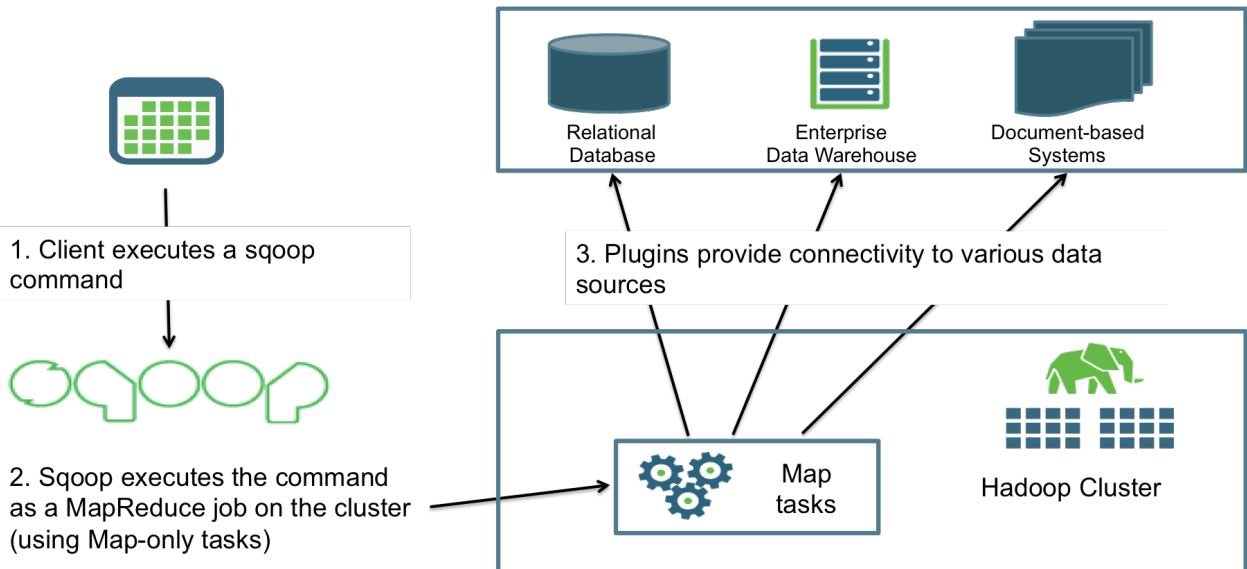 Relational
Database
Enterprise
Data Warehouse
Document-based
Systems
1. Client executes a sqoop
command
3. Plugins provide connectivity to various data
sources
sqoop
2. Sqoop executes the command
as a MapReduce job on the cluster
(using Map-only tasks)
Map
tasks
Hadoop Cluster